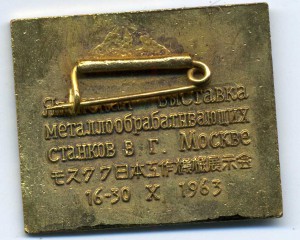 выставка
металлообрабатывающих
станков в г. Москве
モスクワ日本工作機械展示会
16-30 X 1963